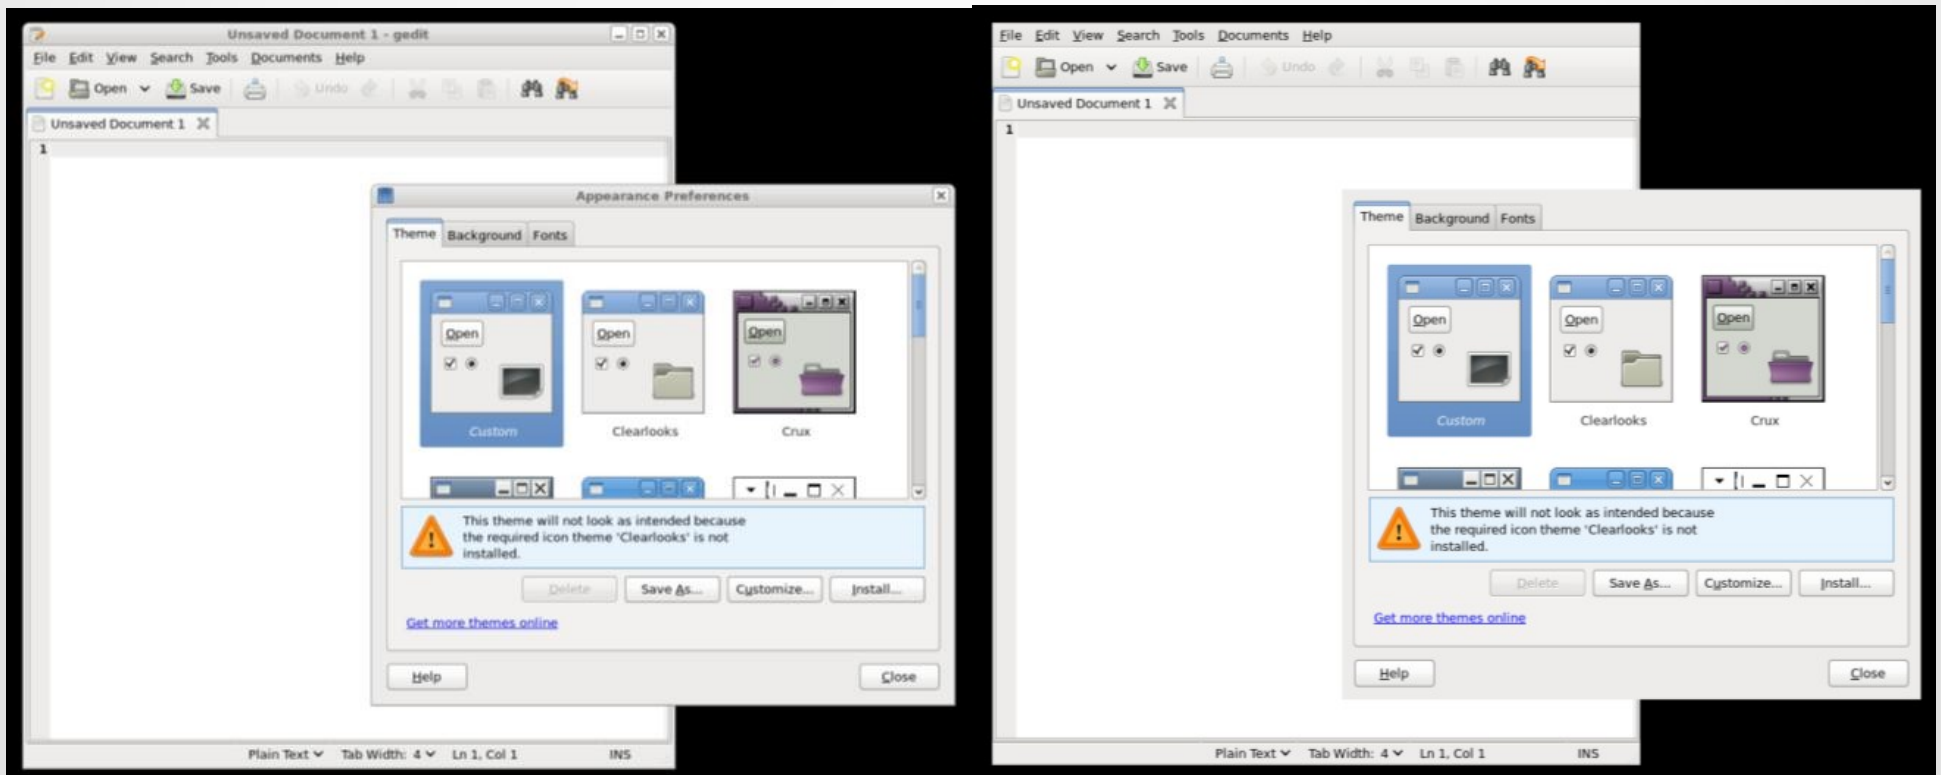 Unsaved Document 1 - gedit
File Edit View Search Tools Documents Help
Open Save Undo
Unsaved Document 1
1
Appearance Preferences
Theme Background Fonts
Open Open Open
Custom Clearlooks Crux
This theme will not look as intended because
the required icon theme 'Clearlooks' is not
installed.
Delete Save As... Customize... Install...
Get more themes online
Help Close
Plain Text Tab Width: 4 Ln 1, Col 1 INS
File Edit View Search Tools Documents Help
Open Save Undo
Unsaved Document 1
1
Theme Background Fonts
Open Open Open
Custom Clearlooks Crux
This theme will not look as intended because
the required icon theme 'Clearlooks' is not
installed.
Delete Save As... Customize... Install...
Get more themes online
Help Close
Plain Text Tab Width: 4 Ln 1, Col 1 INS